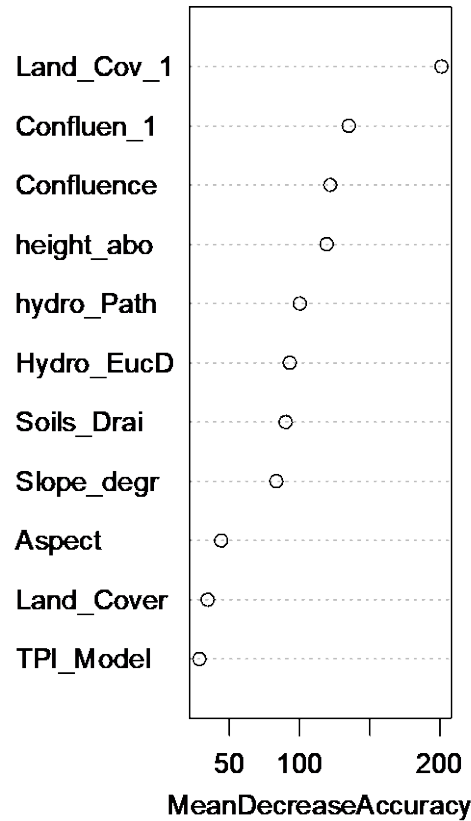 Land_Cov_1
Confluen_1
Confluence
height_abo
hydro_Path
Hydro_EucD
Soils_Drai
Slope_degr
Aspect
Land_Cover
TPI_Model
50 100 200
MeanDecreaseAccuracy